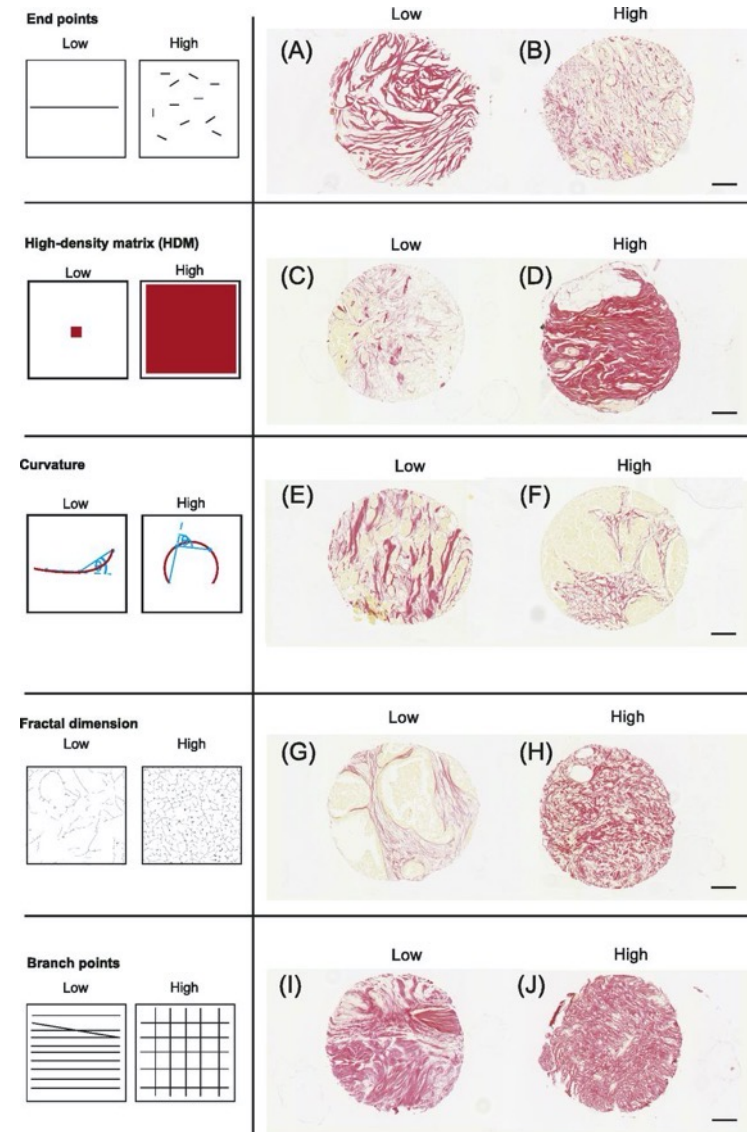 End points
Low High
Low High
(A) (B)
High-density matrix (HDM)
Low High
Low High
(C) (D)
Curvature
Low High
Low High
(E) (F)
Fractal dimension
Low High
Low High
(G) (H)
Branch points
Low High
Low High
(I) (J)